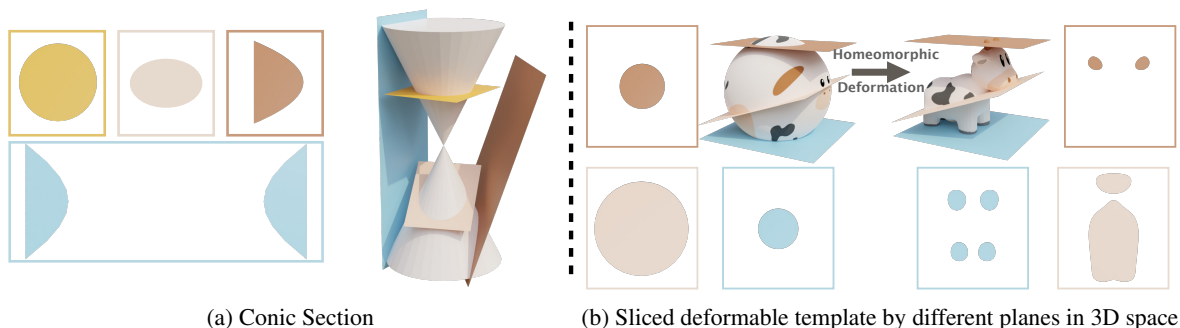 Homeomorphic
Deformation
(a) Conic Section
(b) Sliced deformable template by different planes in 3D space